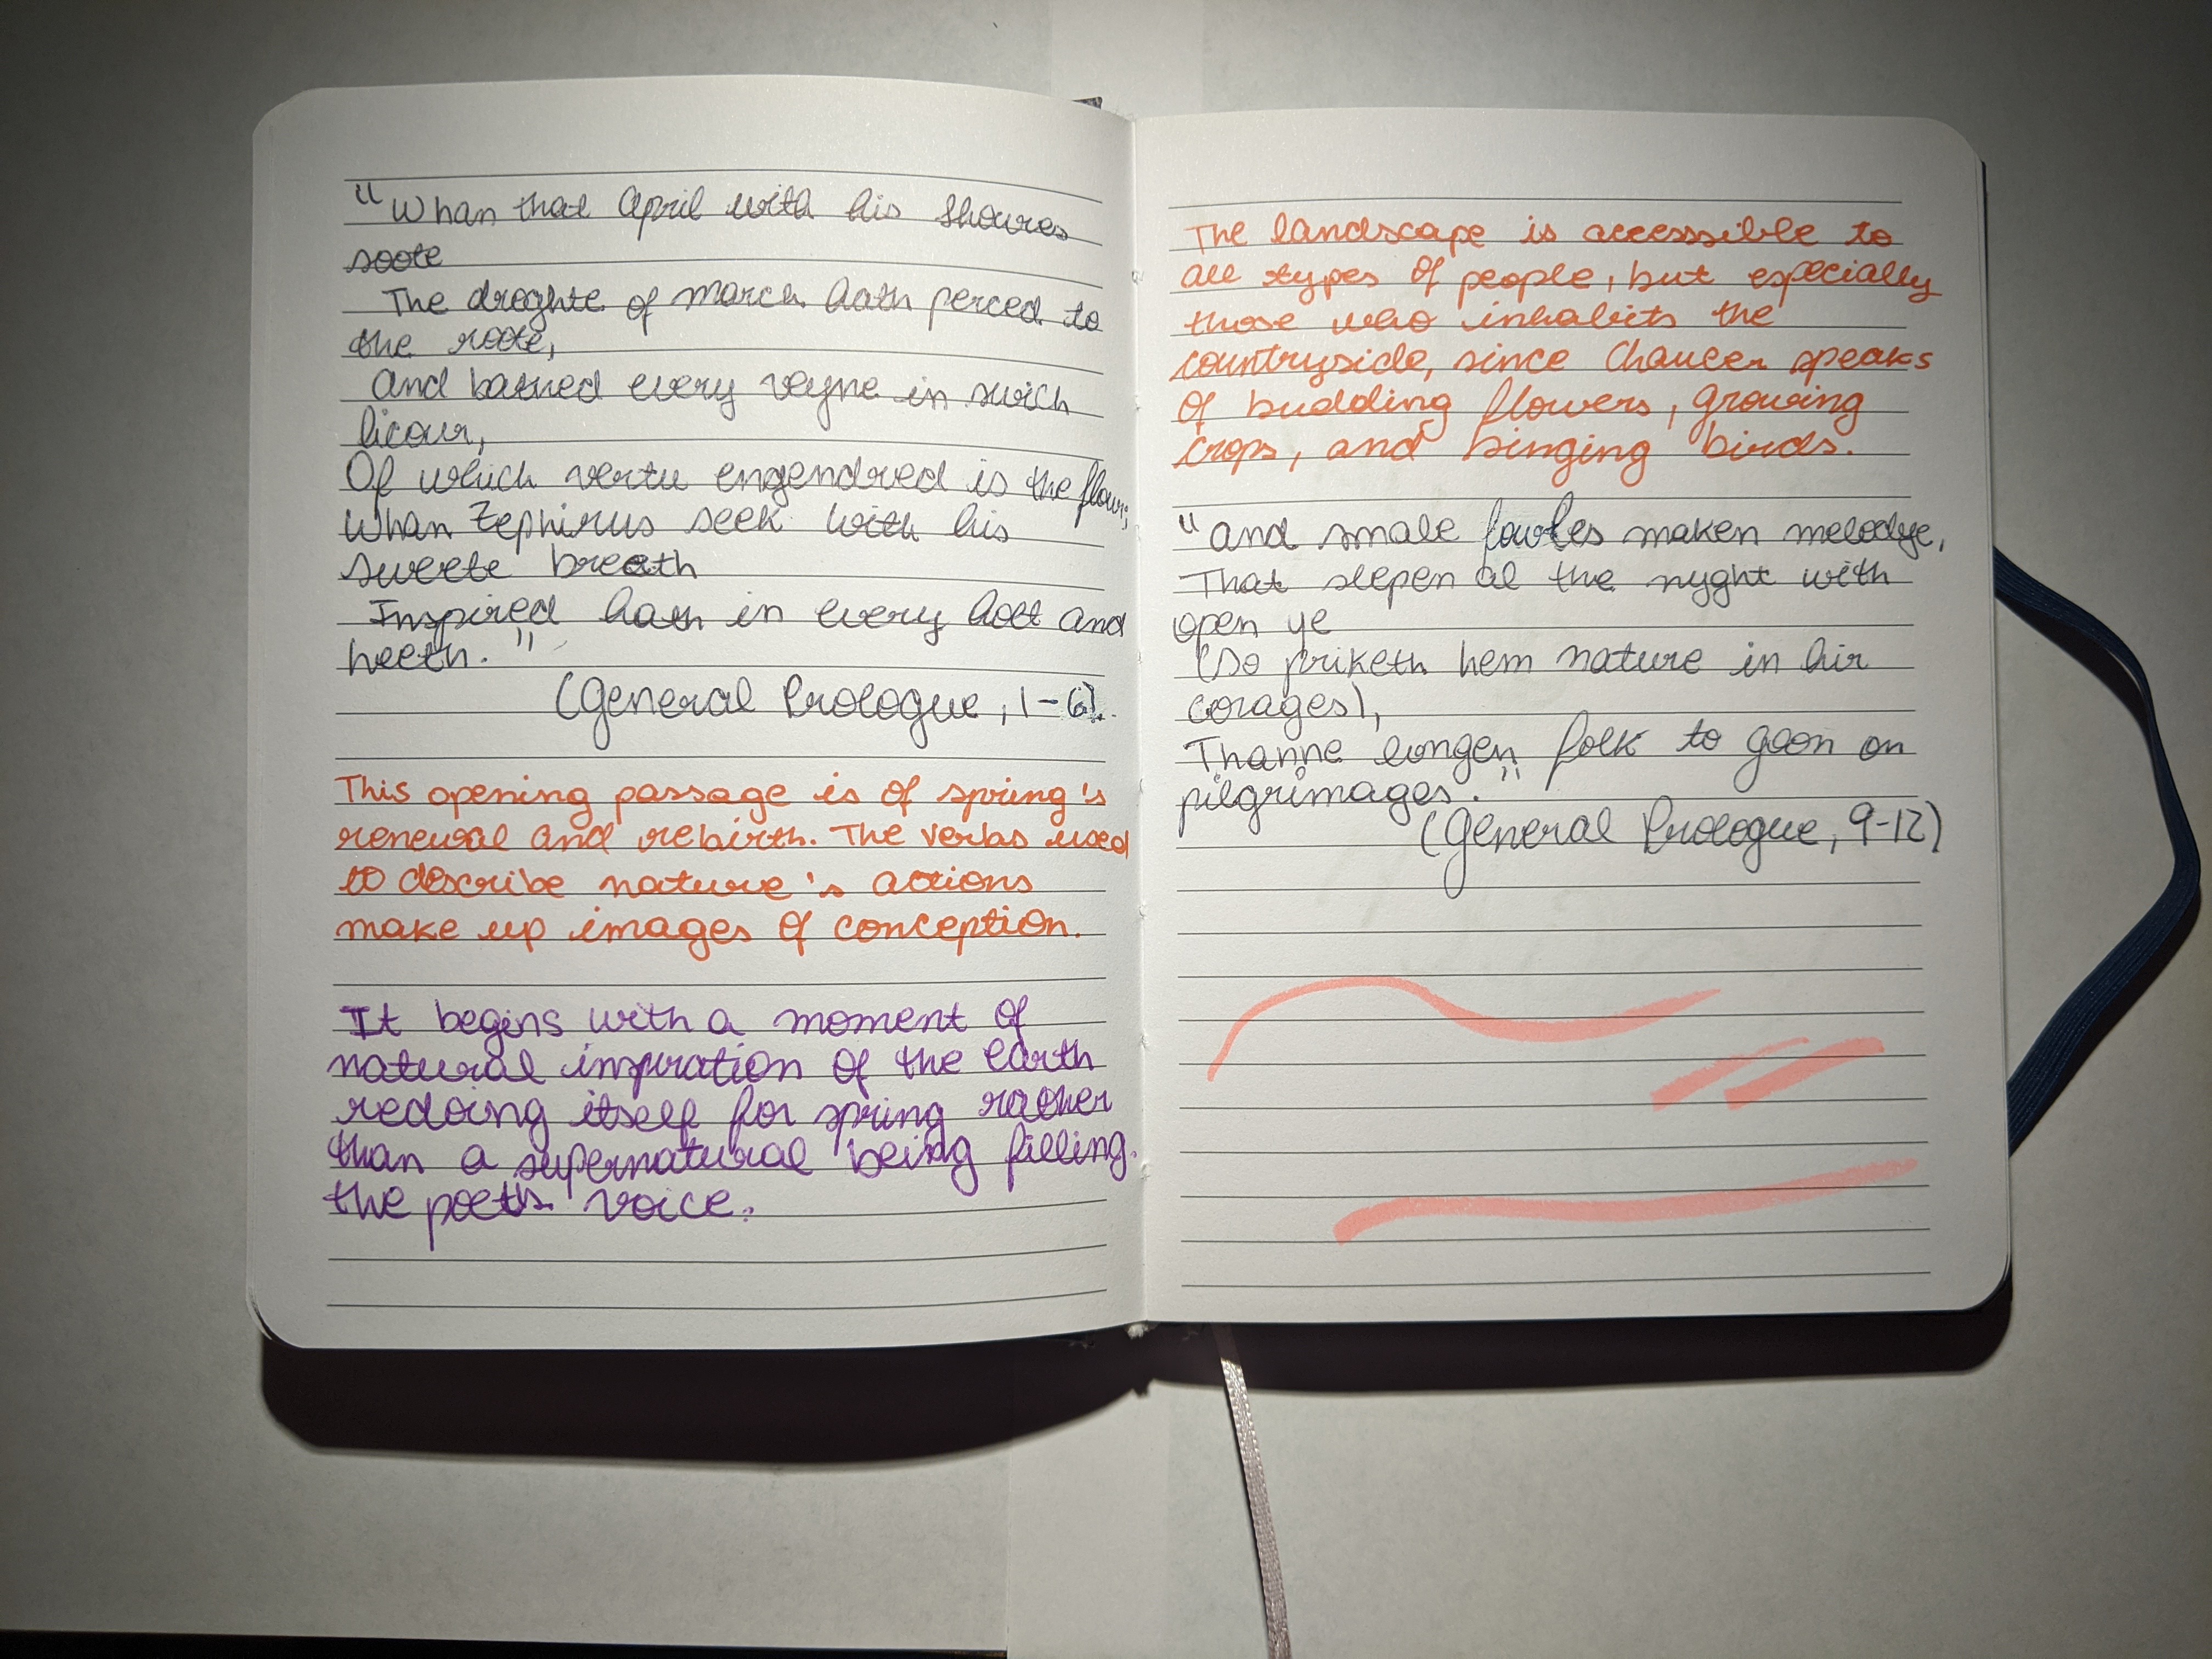 "Whan that April with his showres
soote
The droghte of march hath perced to
the roote,
and bathed every veyne in swich
licour,
Of which vertu engendred is the flour;
Whan Zephirus seek with his
sweete breeth
Inspired hath in every holt and
heeth."
(General Prologue, 1-6).
This opening passage is of spring's
renewal and rebirth. The verbs used
to describe nature's actions
make up images of conception.
It begins with a moment of
natural inspiration of the earth
redoing itself for spring rather
than a supernatural being filling
the poet's voice.
The landscape is accesssible to
all types of people, but especially
those who inhabits the
countryside, since Chaucer speaks
of budding flowers, growing
crops, and singing birds.
"and smale fowles maken melodye,
That slepen al the nyght with
open ye
(so priketh hem nature in hir
corages),
Thanne longen folk to goon on
pilgrimages."
(General Prologue, 9-12)